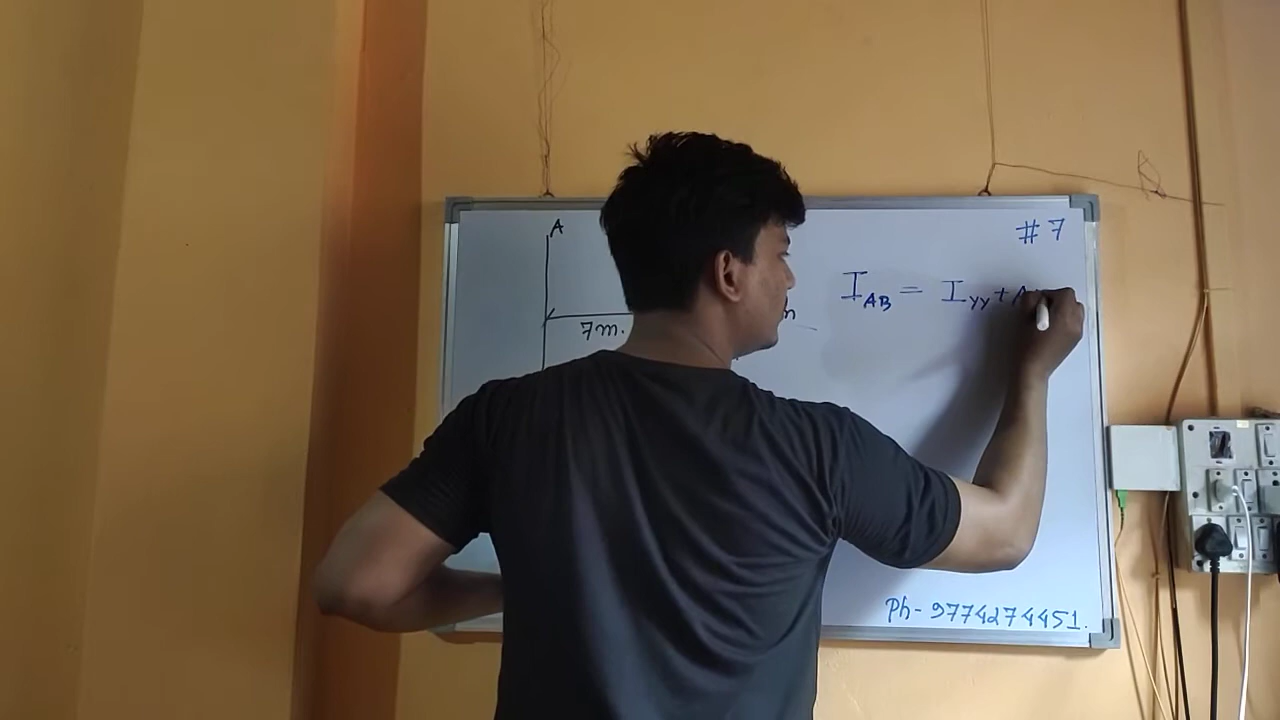 # 7
A
I_AB = I_YY + A
7m.
Ph- 9774274451.